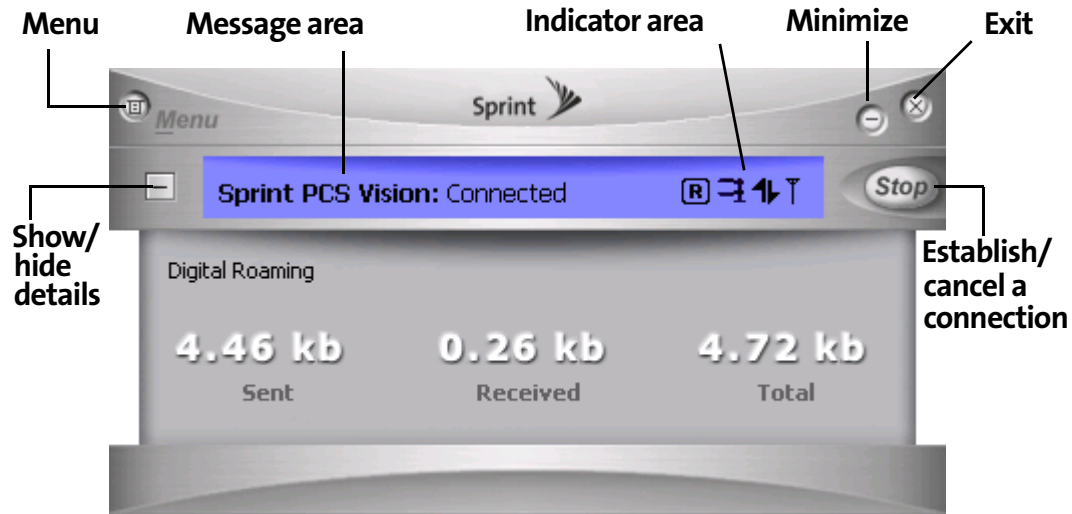 Menu Message area Indicator area Minimize Exit
Sprint
Menu
Sprint PCS Vision: Connected R
Stop
Show/
hide
details
Establish/
cancel a
connection
Digital Roaming
4.46 kb 0.26 kb 4.72 kb
Sent Received Total